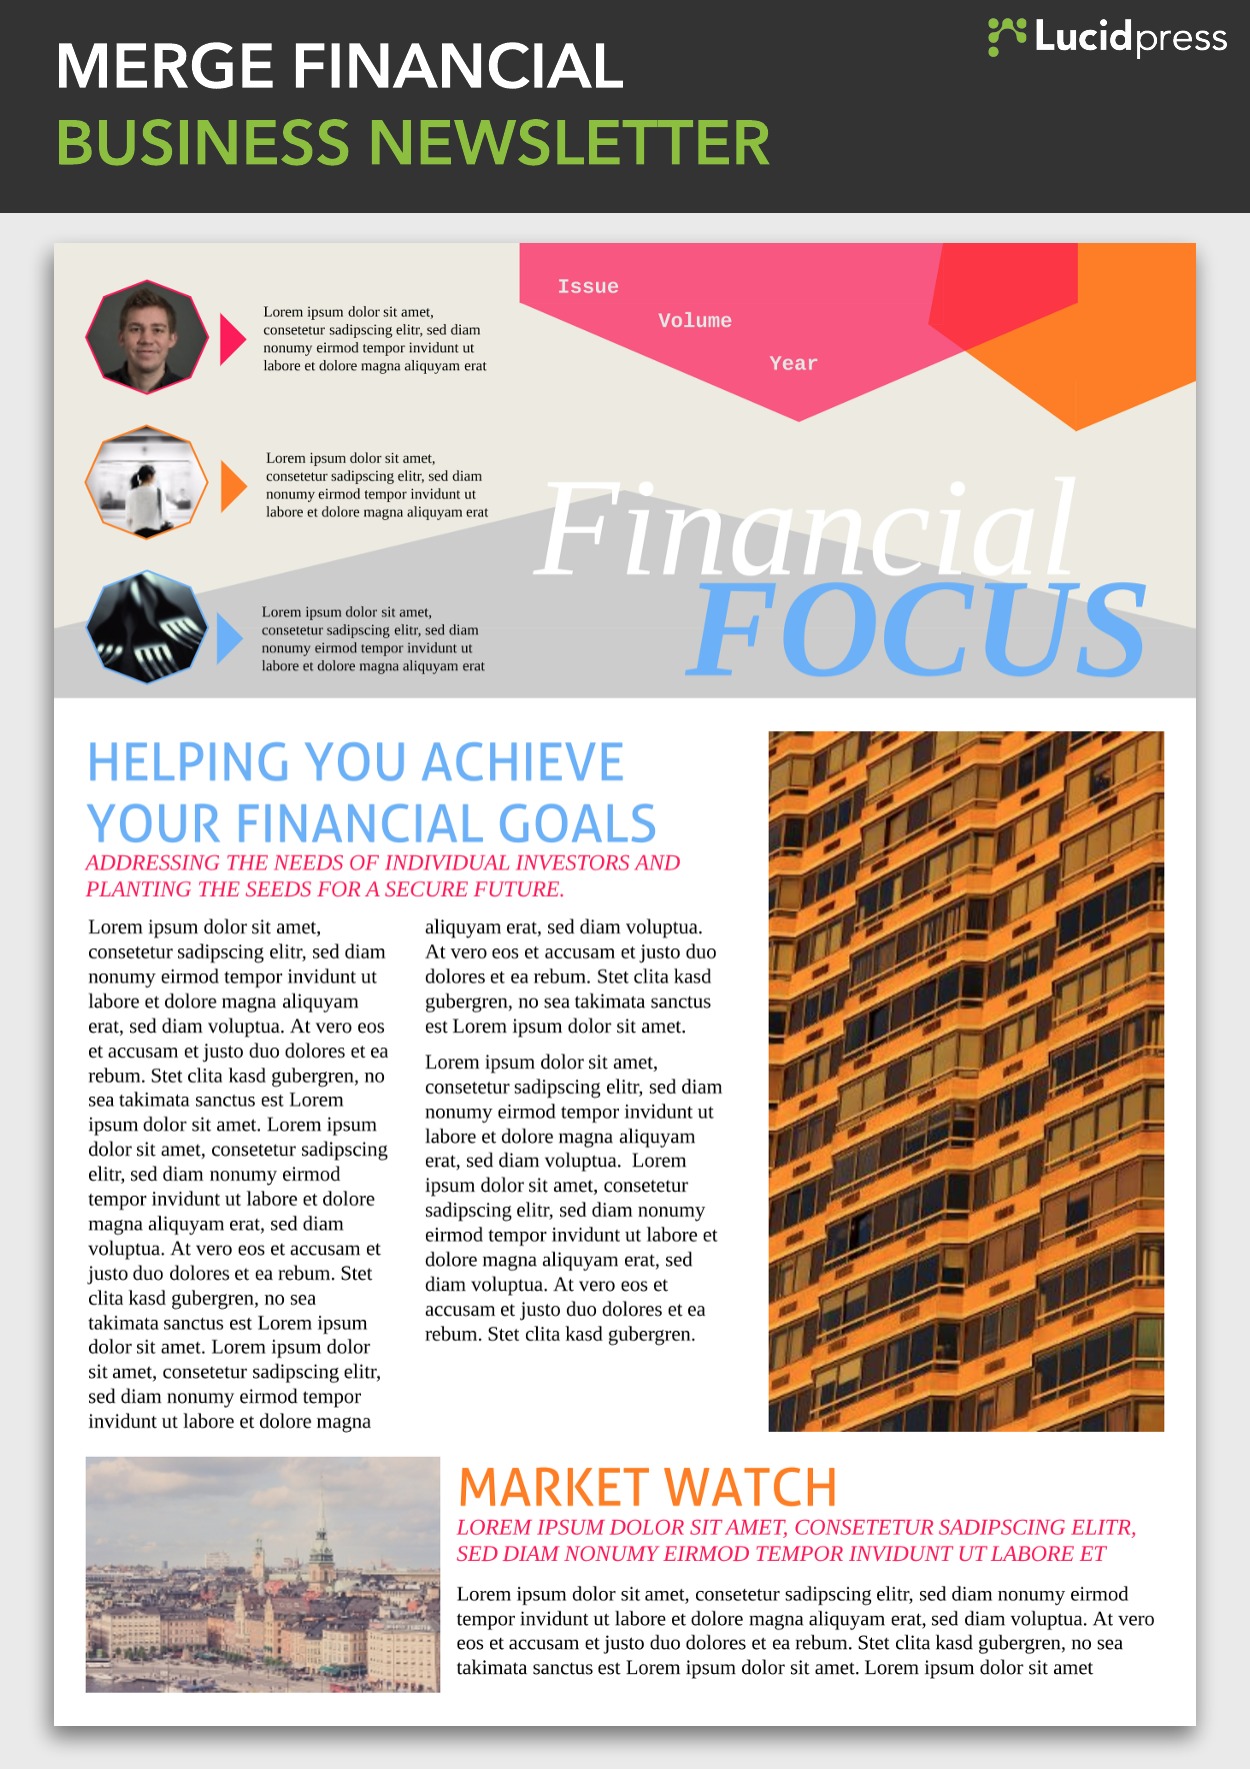 MERGE FINANCIAL
BUSINESS NEWSLETTER
Lucidpress
Lorem ipsum dolor sit amet,
consetetur sadipscing elitr, sed diam
nonumy eirmod tempor invidunt ut
labore et dolore magna aliquyam erat
Lorem ipsum dolor sit amet,
consetetur sadipscing elitr, sed diam
nonumy eirmod tempor invidunt ut
labore et dolore magna aliquyam erat
Lorem ipsum dolor sit amet,
consetetur sadipscing elitr, sed diam
nonumy eirmod tempor invidunt ut
labore et dolore magna aliquyam erat
Issue
Volume
Year
Financial
FOCUS
HELPING YOU ACHIEVE
YOUR FINANCIAL GOALS
ADDRESSING THE NEEDS OF INDIVIDUAL INVESTORS AND
PLANTING THE SEEDS FOR A SECURE FUTURE.
Lorem ipsum dolor sit amet,
consetetur sadipscing elitr, sed diam
nonumy eirmod tempor invidunt ut
labore et dolore magna aliquyam
erat, sed diam voluptua. At vero eos
et accusam et justo duo dolores et ea
rebum. Stet clita kasd gubergren, no
sea takimata sanctus est Lorem
ipsum dolor sit amet. Lorem ipsum
dolor sit amet, consetetur sadipscing
elitr, sed diam nonumy eirmod
tempor invidunt ut labore et dolore
magna aliquyam erat, sed diam
voluptua. At vero eos et accusam et
justo duo dolores et ea rebum. Stet
clita kasd gubergren, no sea
takimata sanctus est Lorem ipsum
dolor sit amet. Lorem ipsum dolor
sit amet, consetetur sadipscing elitr,
sed diam nonumy eirmod tempor
invidunt ut labore et dolore magna
aliquyam erat, sed diam voluptua.
At vero eos et accusam et justo duo
dolores et ea rebum. Stet clita kasd
gubergren, no sea takimata sanctus
est Lorem ipsum dolor sit amet.
Lorem ipsum dolor sit amet,
consetetur sadipscing elitr, sed diam
nonumy eirmod tempor invidunt ut
labore et dolore magna aliquyam
erat, sed diam voluptua.  Lorem
ipsum dolor sit amet, consetetur
sadipscing elitr, sed diam nonumy
eirmod tempor invidunt ut labore et
dolore magna aliquyam erat, sed
diam voluptua. At vero eos et
accusam et justo duo dolores et ea
rebum. Stet clita kasd gubergren.
MARKET WATCH
LOREM IPSUM DOLOR SIT AMET, CONSETETUR SADIPSCING ELITR,
SED DIAM NONUMY EIRMOD TEMPOR INVIDUNT UT LABORE ET
Lorem ipsum dolor sit amet, consetetur sadipscing elitr, sed diam nonumy eirmod
tempor invidunt ut labore et dolore magna aliquyam erat, sed diam voluptua. At vero
eos et accusam et justo duo dolores et ea rebum. Stet clita kasd gubergren, no sea
takimata sanctus est Lorem ipsum dolor sit amet. Lorem ipsum dolor sit amet